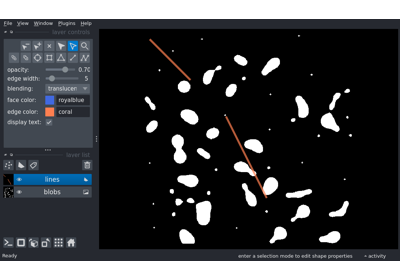 File View Window Plugins Help
layer controls
opacity: 0.70
edge width: 5
blending: translucen
face color: royalblue
edge color: coral
display text:
layer list
lines
blobs
Ready
enter a selection mode to edit shape properties
activity